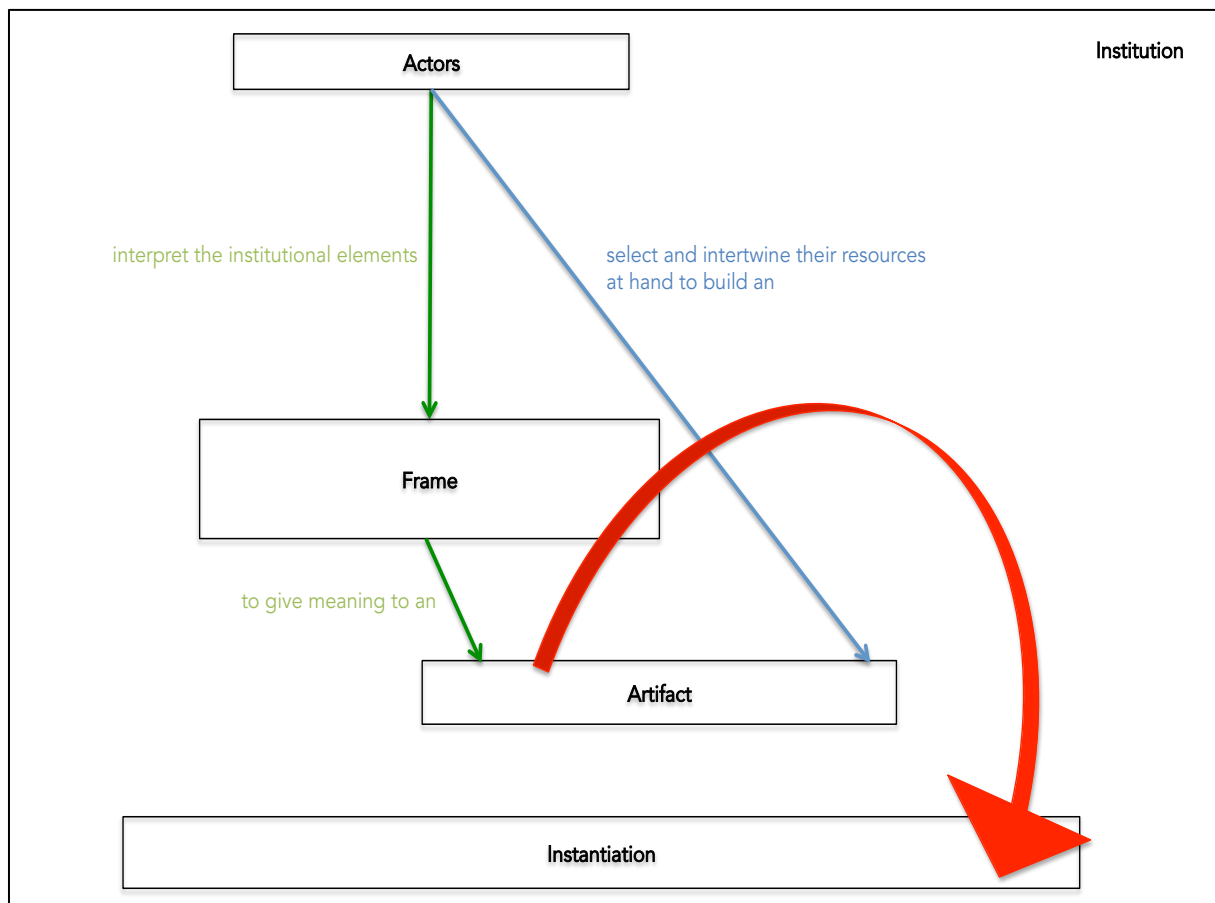 Actors
Institution
interpret the institutional elements
select and intertwine their resources
at hand to build an
Frame
to give meaning to an
Artifact
Instantiation